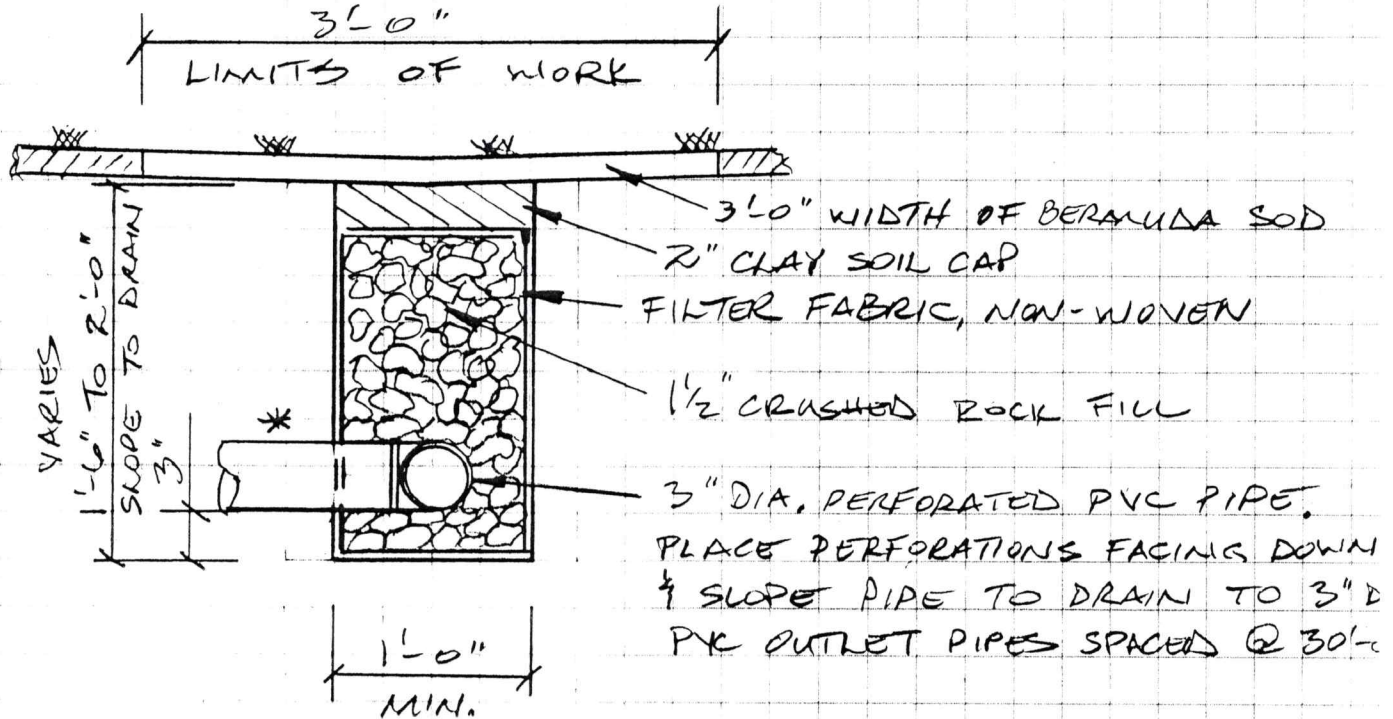 3'-0"
LIMITS OF WORK
3'-0" WIDTH OF BERMUDA SOD
2" CLAY SOIL CAP
FILTER FABRIC, NON-WOVEN
1½" CRUSHED ROCK FILL
3" DIA. PERFORATED PVC PIPE.
PLACE PERFORATIONS FACING DOWN
& SLOPE PIPE TO DRAIN TO 3" D
PVC OUTLET PIPES SPACED @ 30'-
VARIES
1'-6" TO 2'-0"
SLOPE TO DRAIN
3"
*
1'-0"
MIN.